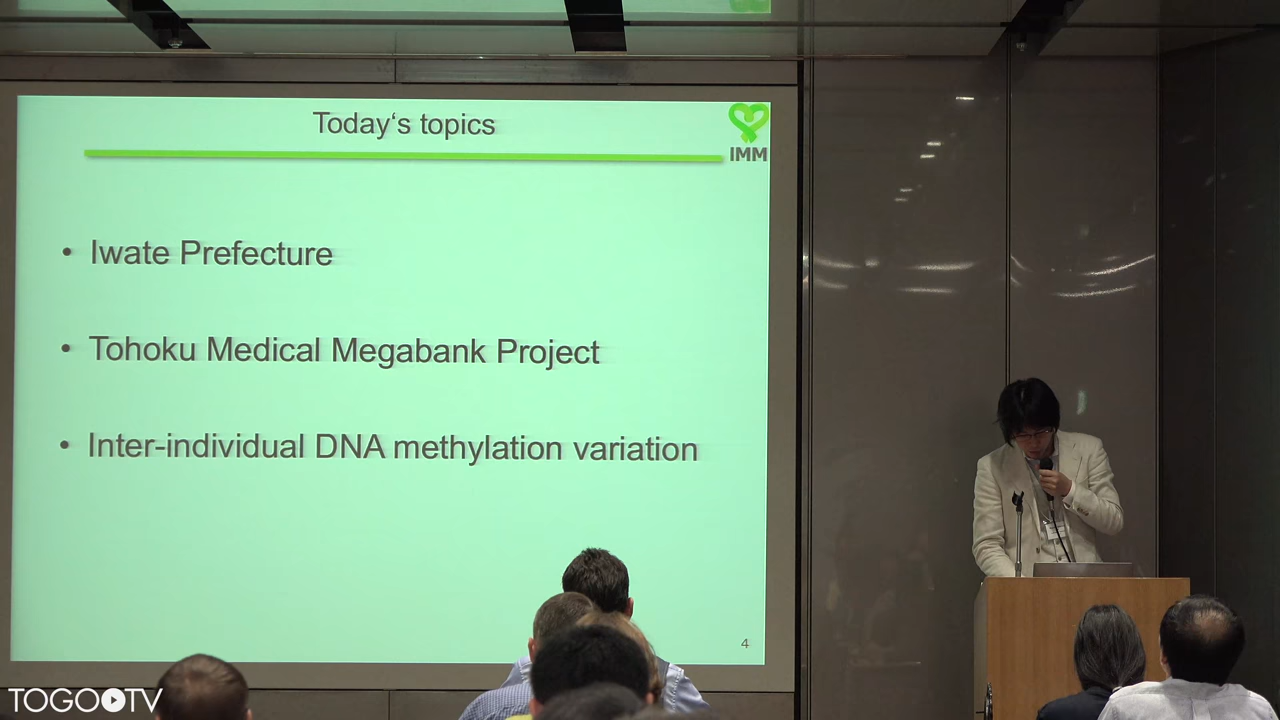 Today‘s topics
IMM
• Iwate Prefecture
• Tohoku Medical Megabank Project
• Inter-individual DNA methylation variation
4
TOGO TV